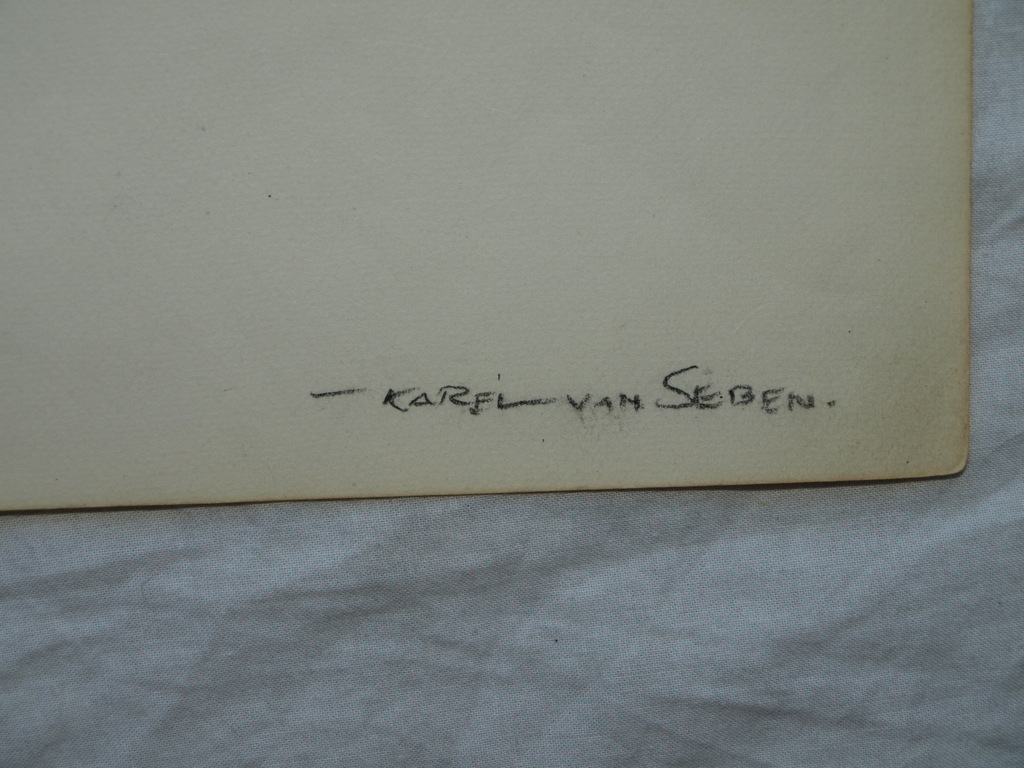 — KAREL VAN SEBEN.